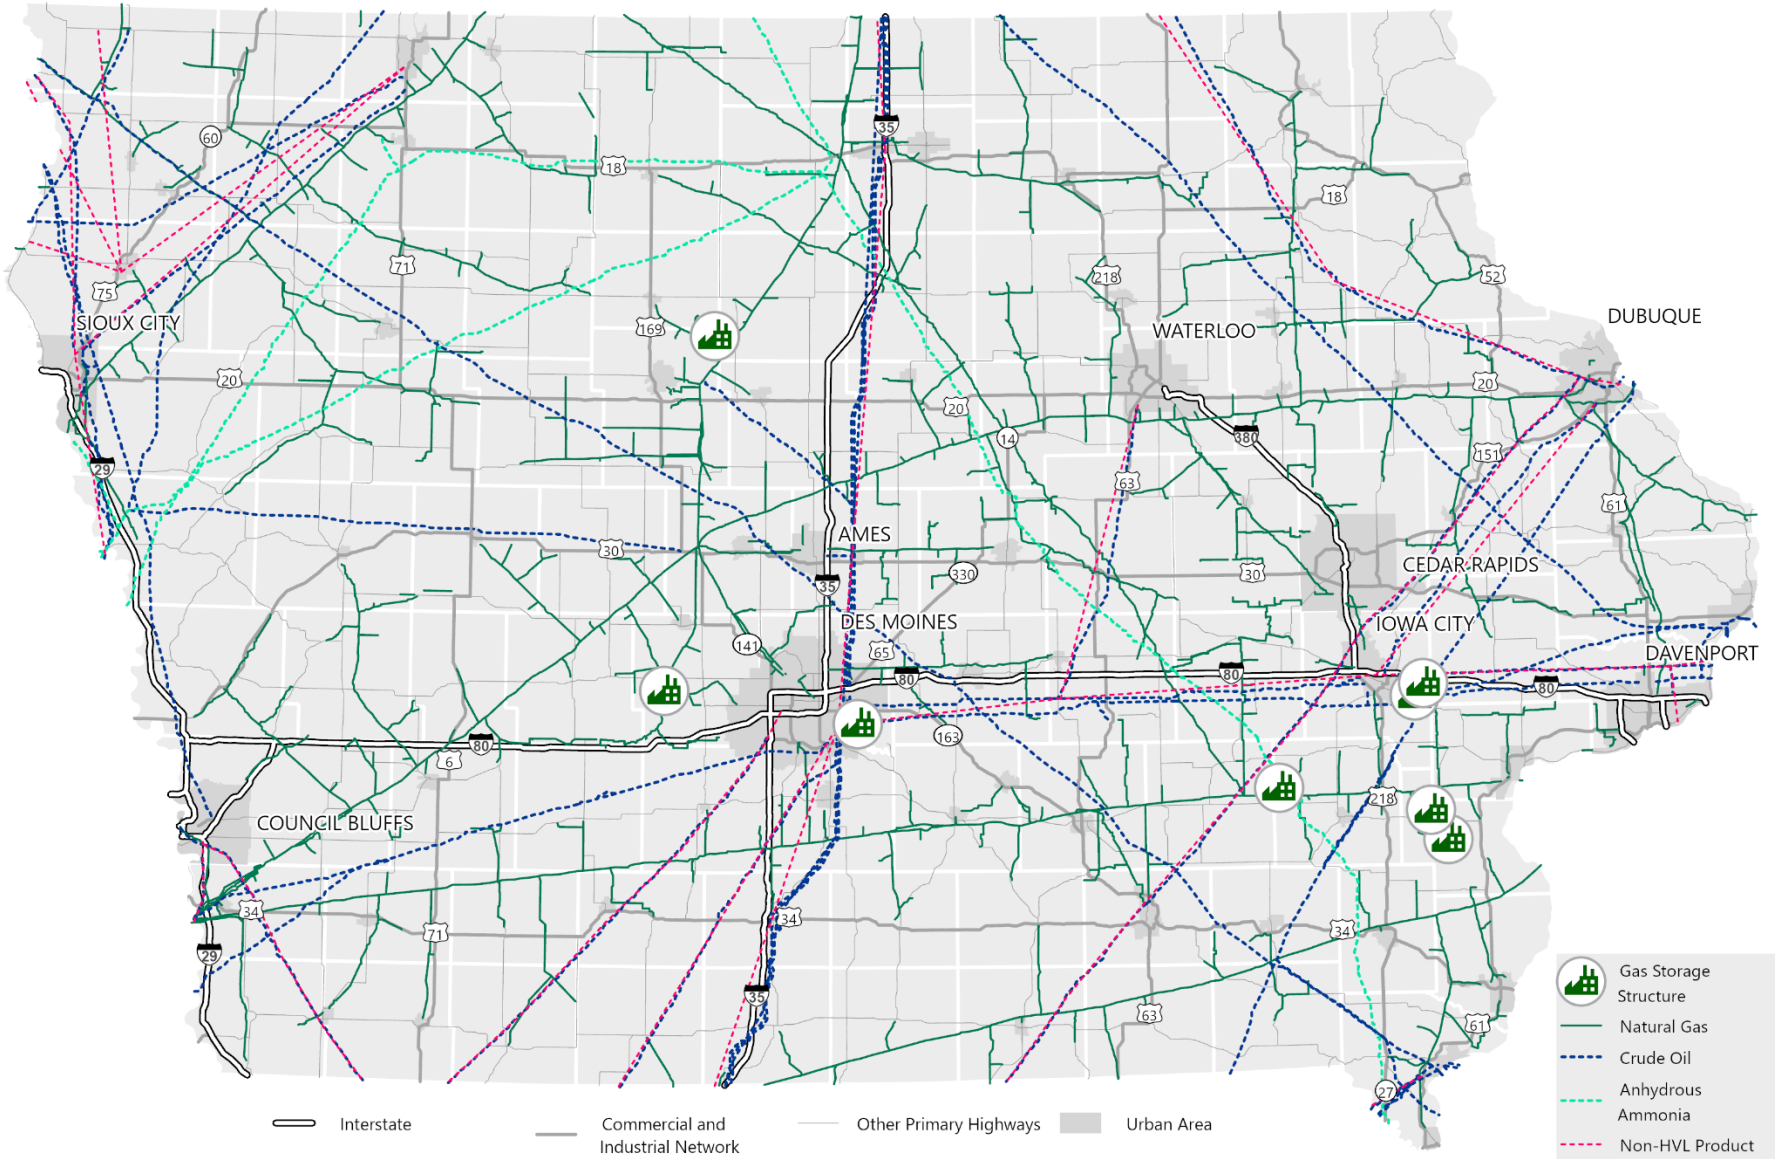 35
60
18
18
71
218
52
75
SIOUX CITY
DUBUQUE
169
WATERLOO
20
20
20
14
380
29
151
63
61
AMES
30
330
30
CEDAR RAPIDS
35
DES MOINES
IOWA CITY
141
65
DAVENPORT
80
80
80
163
80
6
218
COUNCIL BLUFFS
34
34
71
34
29
35
63
61
27
Gas Storage
Structure
Natural Gas
Crude Oil
Anhydrous
Ammonia
Non-HVL Product
Interstate
Commercial and
Industrial Network
Other Primary Highways
Urban Area